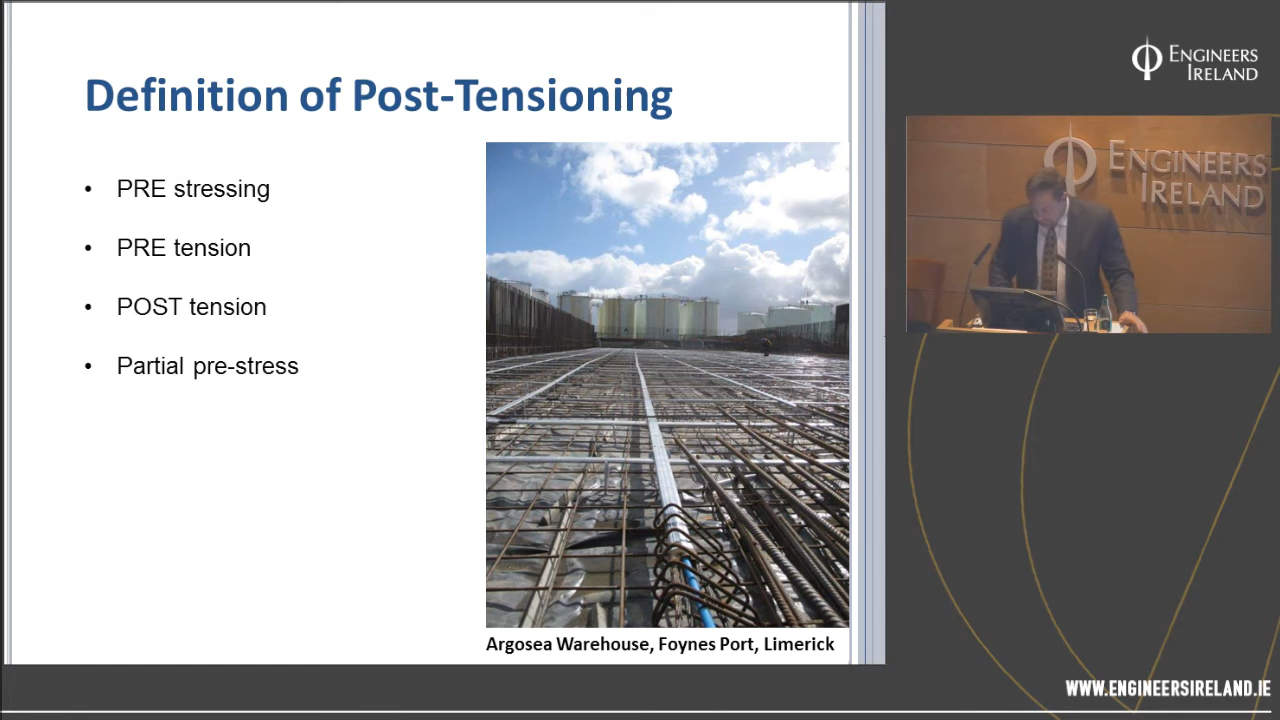 Definition of Post-Tensioning
• PRE stressing
• PRE tension
• POST tension
• Partial pre-stress
Argosea Warehouse, Foynes Port, Limerick
ENGINEERS
IRELAND
ENGINEERS
IRELAND
WWW.ENGINEERSIRELAND.IE